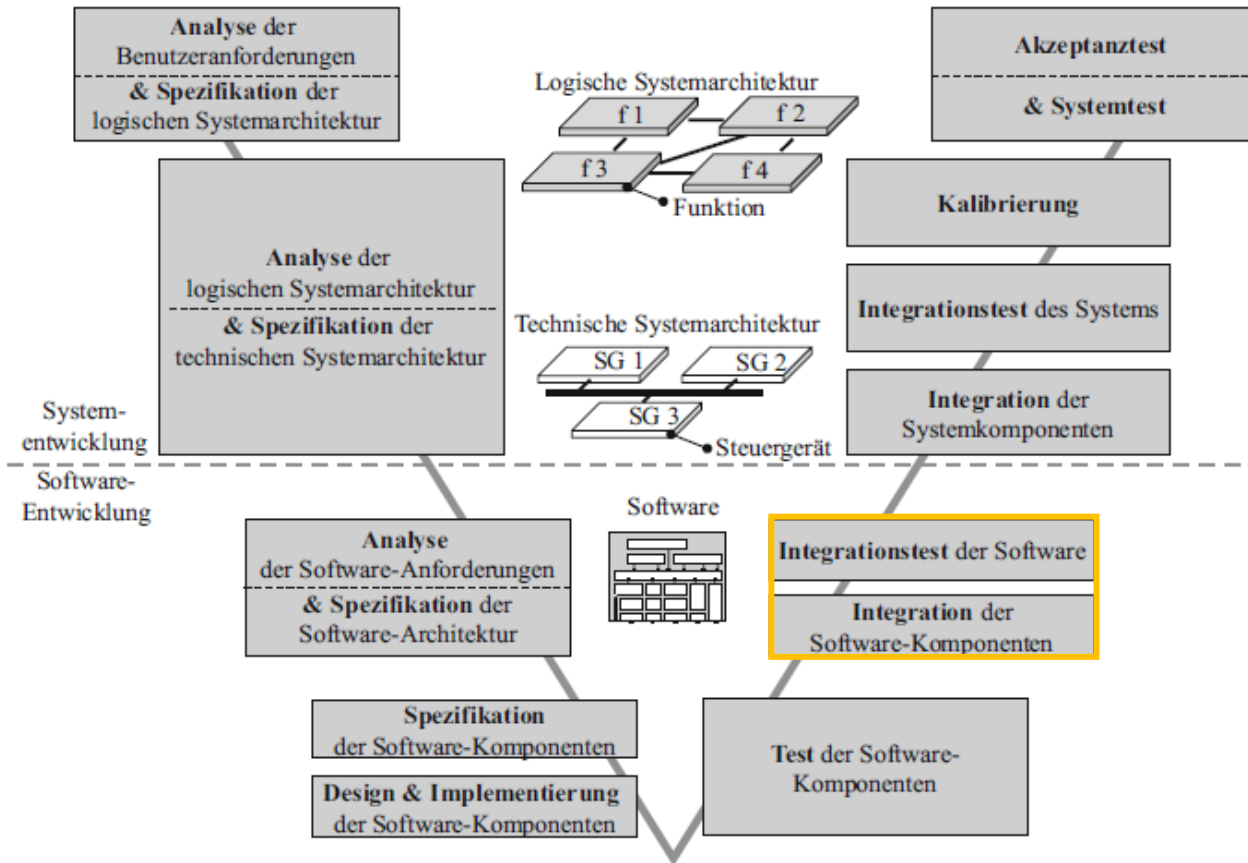 Analyse der
Benutzeranforderungen
& Spezifikation der
logischen Systemarchitektur
Analyse der
logischen Systemarchitektur
& Spezifikation der
technischen Systemarchitektur
System-
entwicklung
Software-
Entwicklung
Analyse
der Software-Anforderungen
& Spezifikation der
Software-Architektur
Spezifikation
der Software-Komponenten
Design & Implementierung
der Software-Komponenten
Logische Systemarchitektur
f 1
f 2
f 3
f 4
Funktion
Technische Systemarchitektur
SG 1
SG 2
SG 3
Steuergerät
Software
Akzeptanztest
& Systemtest
Kalibrierung
Integrationstest des Systems
Integration der
Systemkomponenten
Integrationstest der Software
Integration der
Software-Komponenten
Test der Software-
Komponenten